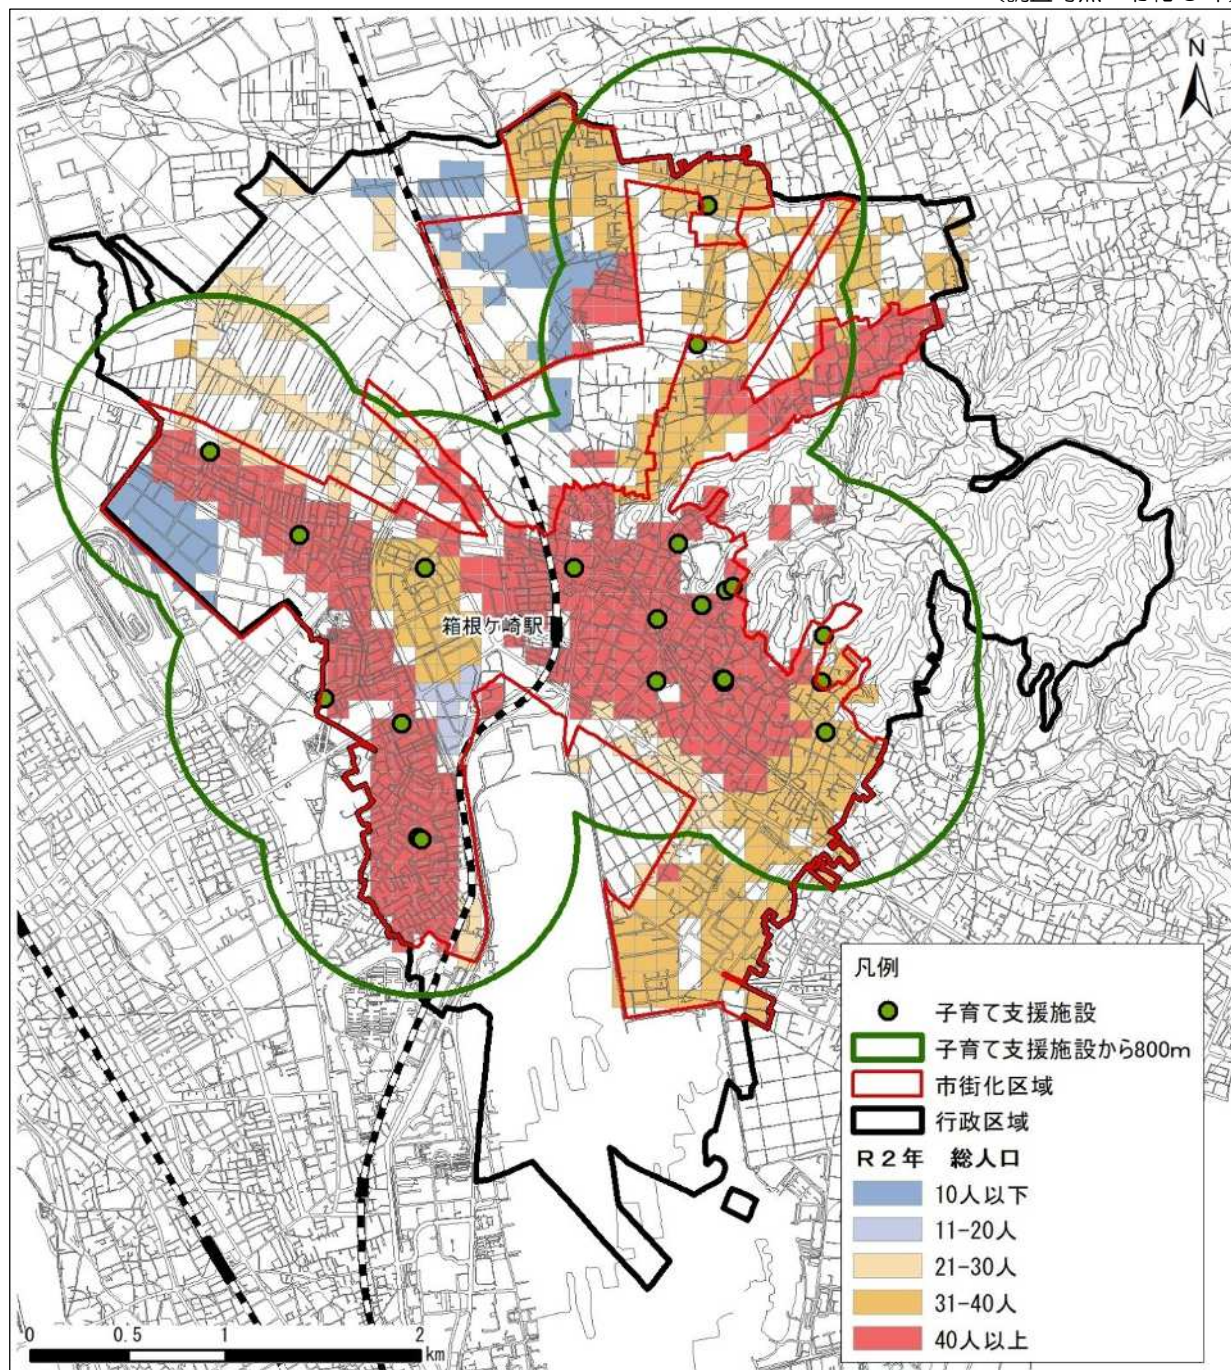 N
箱根ケ崎駅
凡例
子育て支援施設
子育て支援施設から800m
市街化区域
行政区域
R2年 総人口
10人以下
11-20人
21-30人
31-40人
40人以上
0 0.5 1 2
km